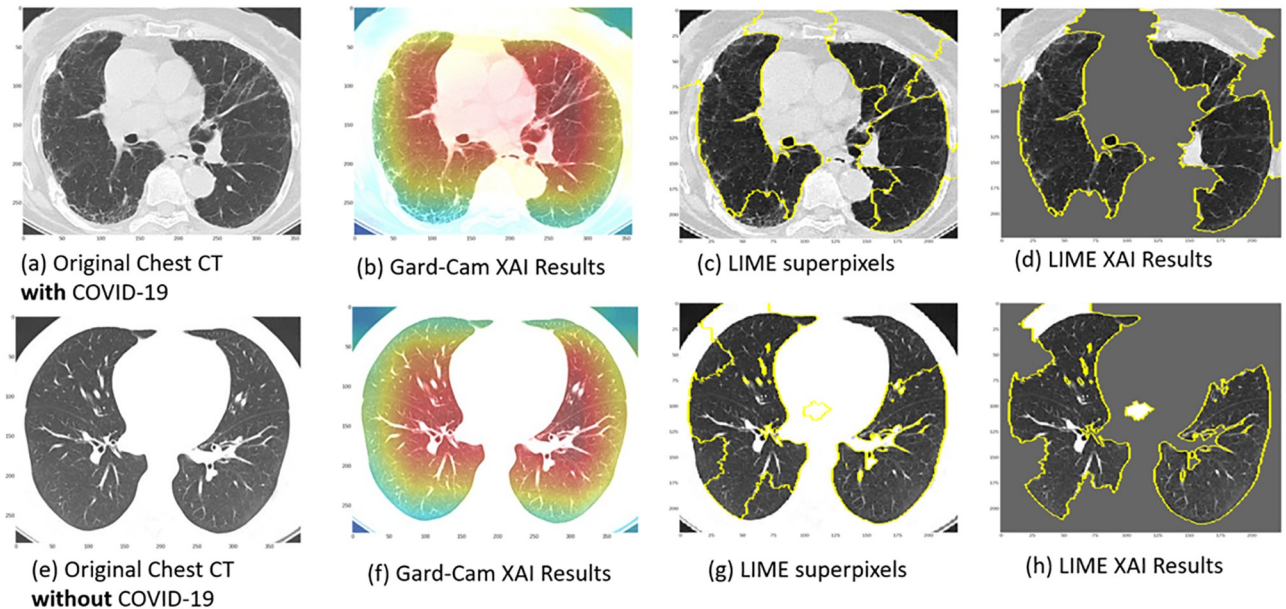 (a) Original Chest CT
with COVID-19
(b) Gard-Cam XAI Results
(c) LIME superpixels
(d) LIME XAI Results
(e) Original Chest CT
without COVID-19
(f) Gard-Cam XAI Results
(g) LIME superpixels
(h) LIME XAI Results